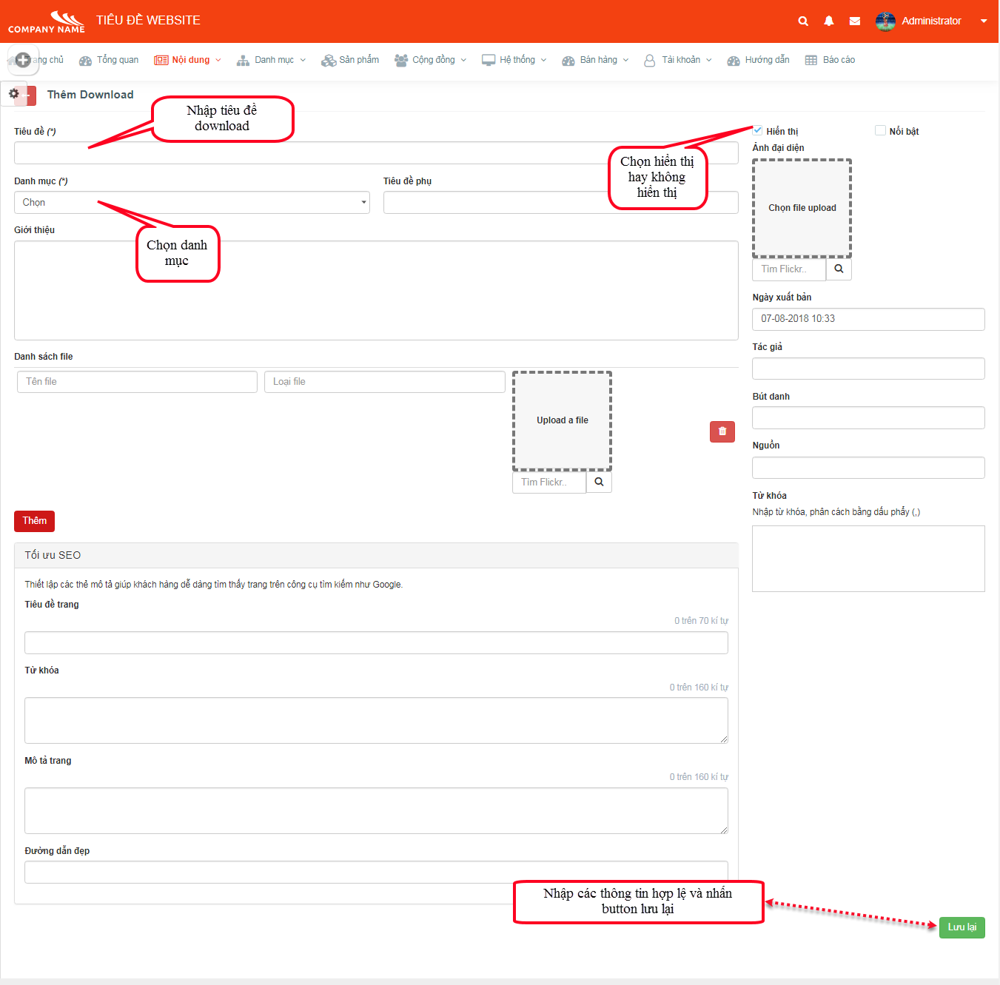 COMPANY NAME
TIÊU ĐỀ WEBSITE
Administrator
Trang chủ
Tổng quan
Nội dung
Danh mục
Sản phẩm
Cộng đồng
Hệ thống
Bán hàng
Tài khoản
Hướng dẫn
Báo cáo
Thêm Download
Nhập tiêu đề
download
Tiêu đề (*)
Hiển thị
Nổi bật
Ảnh đại diện
Chọn hiển thị
hay không
hiển thị
Danh mục (*)
Tiêu đề phụ
Chọn
Chọn file upload
Giới thiệu
Chọn danh
mục
Tìm Flickr..
Ngày xuất bản
07-08-2018 10:33
Tác giả
Danh sách file
Tên file
Loại file
Upload a file
Bút danh
Nguồn
Tìm Flickr..
Từ khóa
Nhập từ khóa, phân cách bằng dấu phẩy (,)
Thêm
Tối ưu SEO
Thiết lập các thẻ mô tả giúp khách hàng dễ dàng tìm thấy trang trên công cụ tìm kiếm như Google.
Tiêu đề trang
0 trên 70 kí tự
Từ khóa
0 trên 160 kí tự
Mô tả trang
0 trên 160 kí tự
Đường dẫn đẹp
Nhập các thông tin hợp lệ và nhấn
button lưu lại
Lưu lại